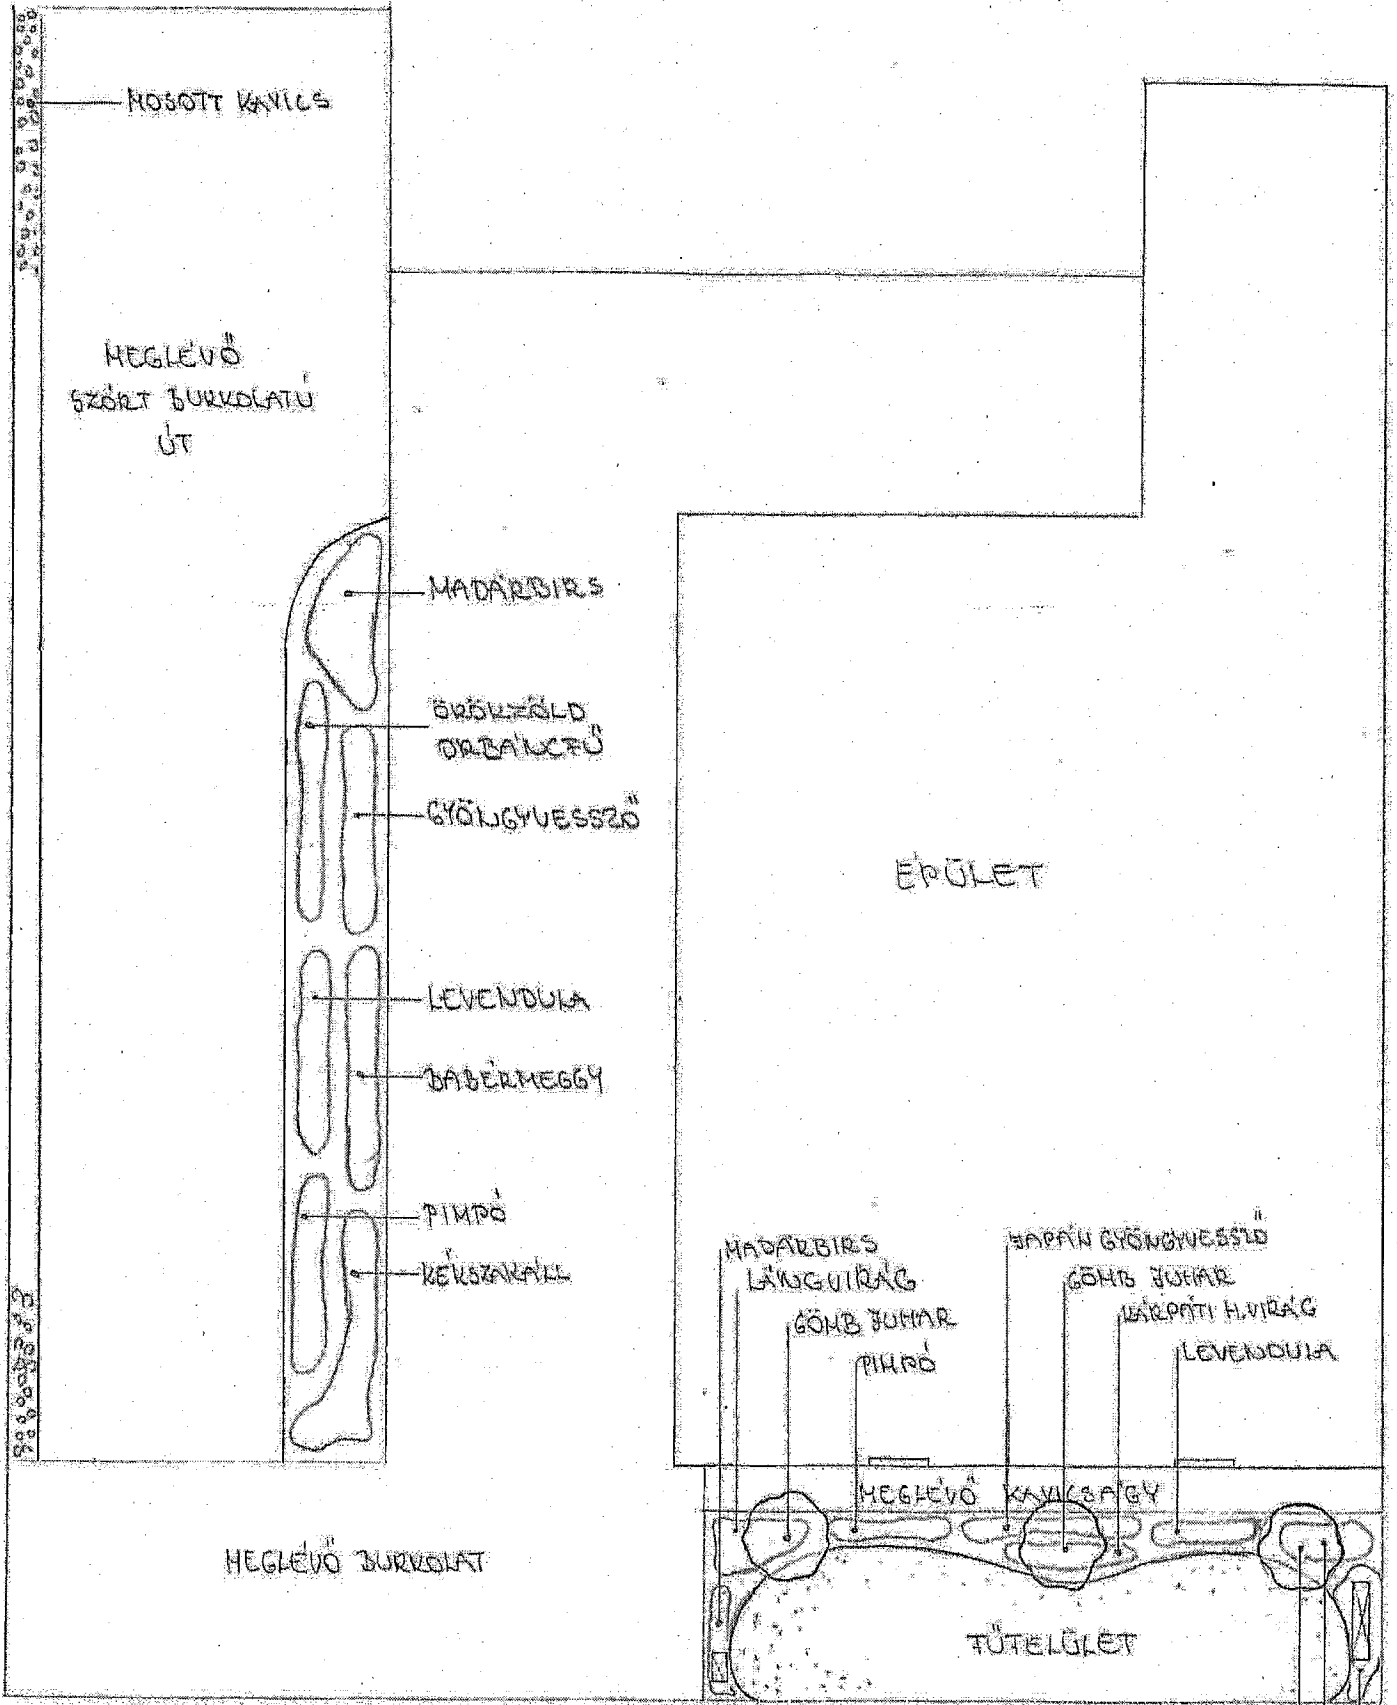 MOSOTT KAVICS
MEGLÉVŐ
SZÓRT BURKOLATÚ
ÚT
MADÁRBIRS
ÖRÖKZÖLD
ORBÁNCFŰ
GYÖNGYVESSZŐ
ÉPÜLET
LEVENDULA
BABÉRMEGGY
PIMPÓ
KÉKSZAKÁLL
MADÁRBIRS
LÁNGVIRÁG
GÖMB JUHAR
PIMPÓ
JAPÁN GYÖNGYVESSZŐ
GÖMB JUHAR
KÁRPÁTI H.VIRÁG
LEVENDULA
MEGLÉVŐ KAVICSÁGY
MEGLÉVŐ BURKOLAT
FŰFELÜLET